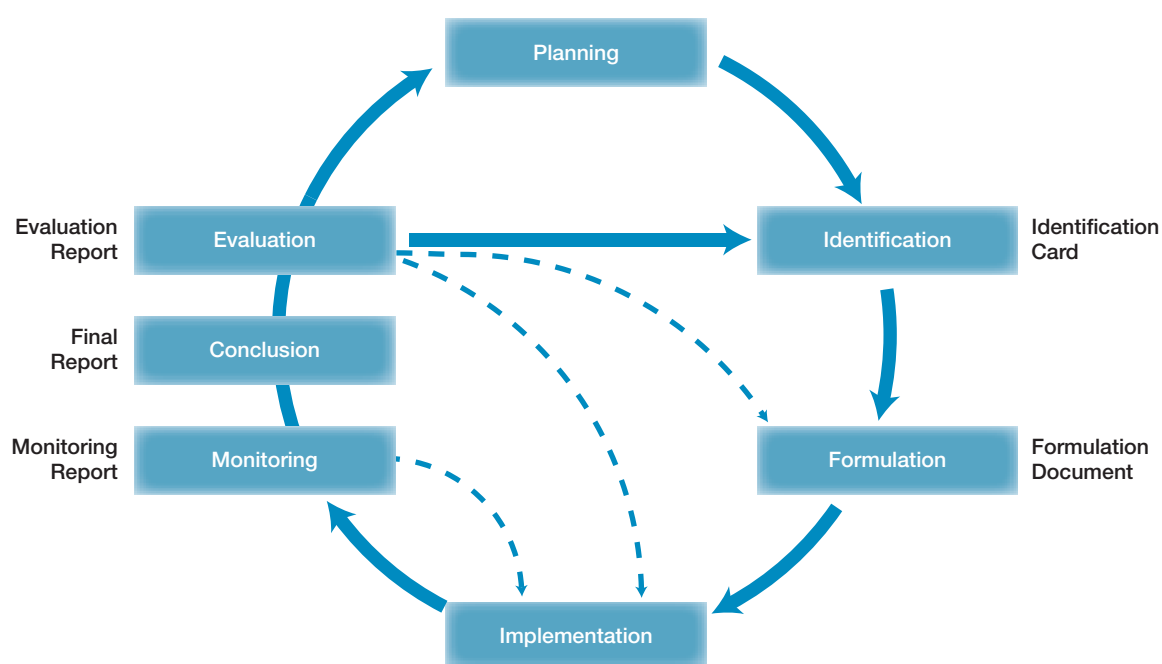 Planning
Evaluation
Report
Evaluation
Identification
Identification
Card
Final
Report
Conclusion
Monitoring
Report
Monitoring
Formulation
Formulation
Document
Implementation